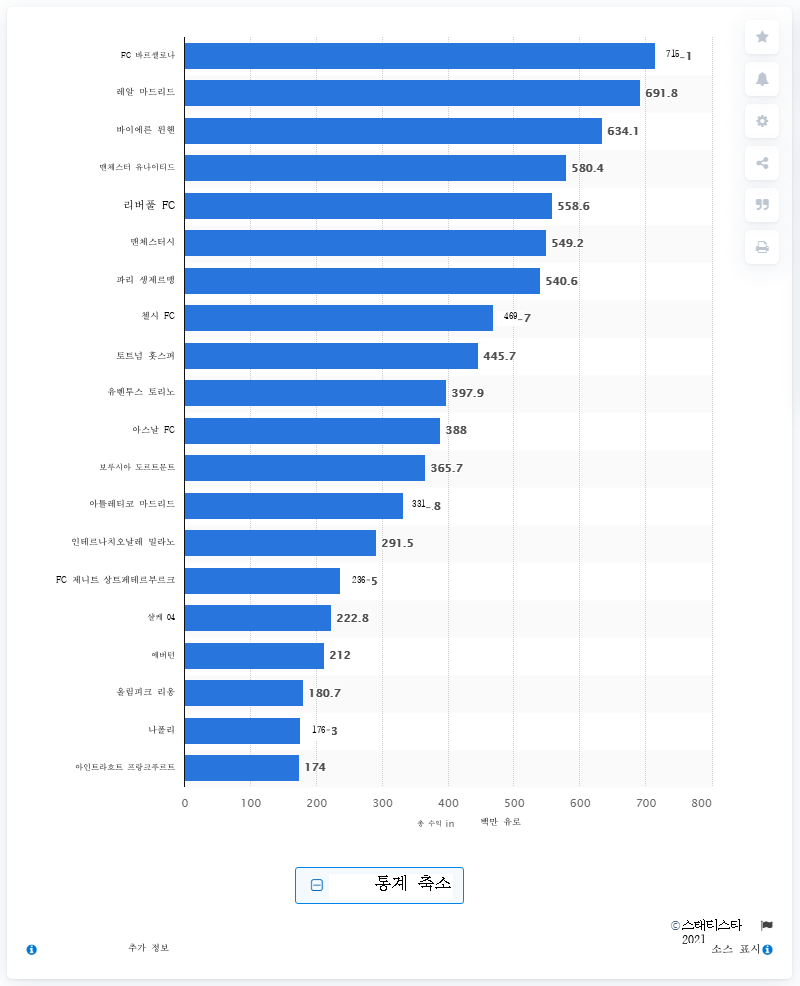 FC 바르셀로나 715-1
레알 마드리드 691.8
바이에른 뮌헨 634.1
맨체스터 유나이티드 580.4
리버풀 FC 558.6
맨체스터시 549.2
파리 생제르맹 540.6
첼시 FC 469-7
토트넘 홋스퍼 445.7
유벤투스 토리노 397.9
아스날 FC 388
보루시아 도르트문트 365.7
아틀레티코 마드리드 331-.8
인테르나치오날레 밀라노 291.5
FC 제니트 상트페테르부르크 236-5
샬케 04 222.8
에버턴 212
올림피크 리옹 180.7
나폴리 176-3
아인트라흐트 프랑크푸르트 174
0 100 200 300 400 500 600 700 800
총 수익 in 백만 유로
통계 축소
©스태티스타
2021
추가 정보 소스 표시